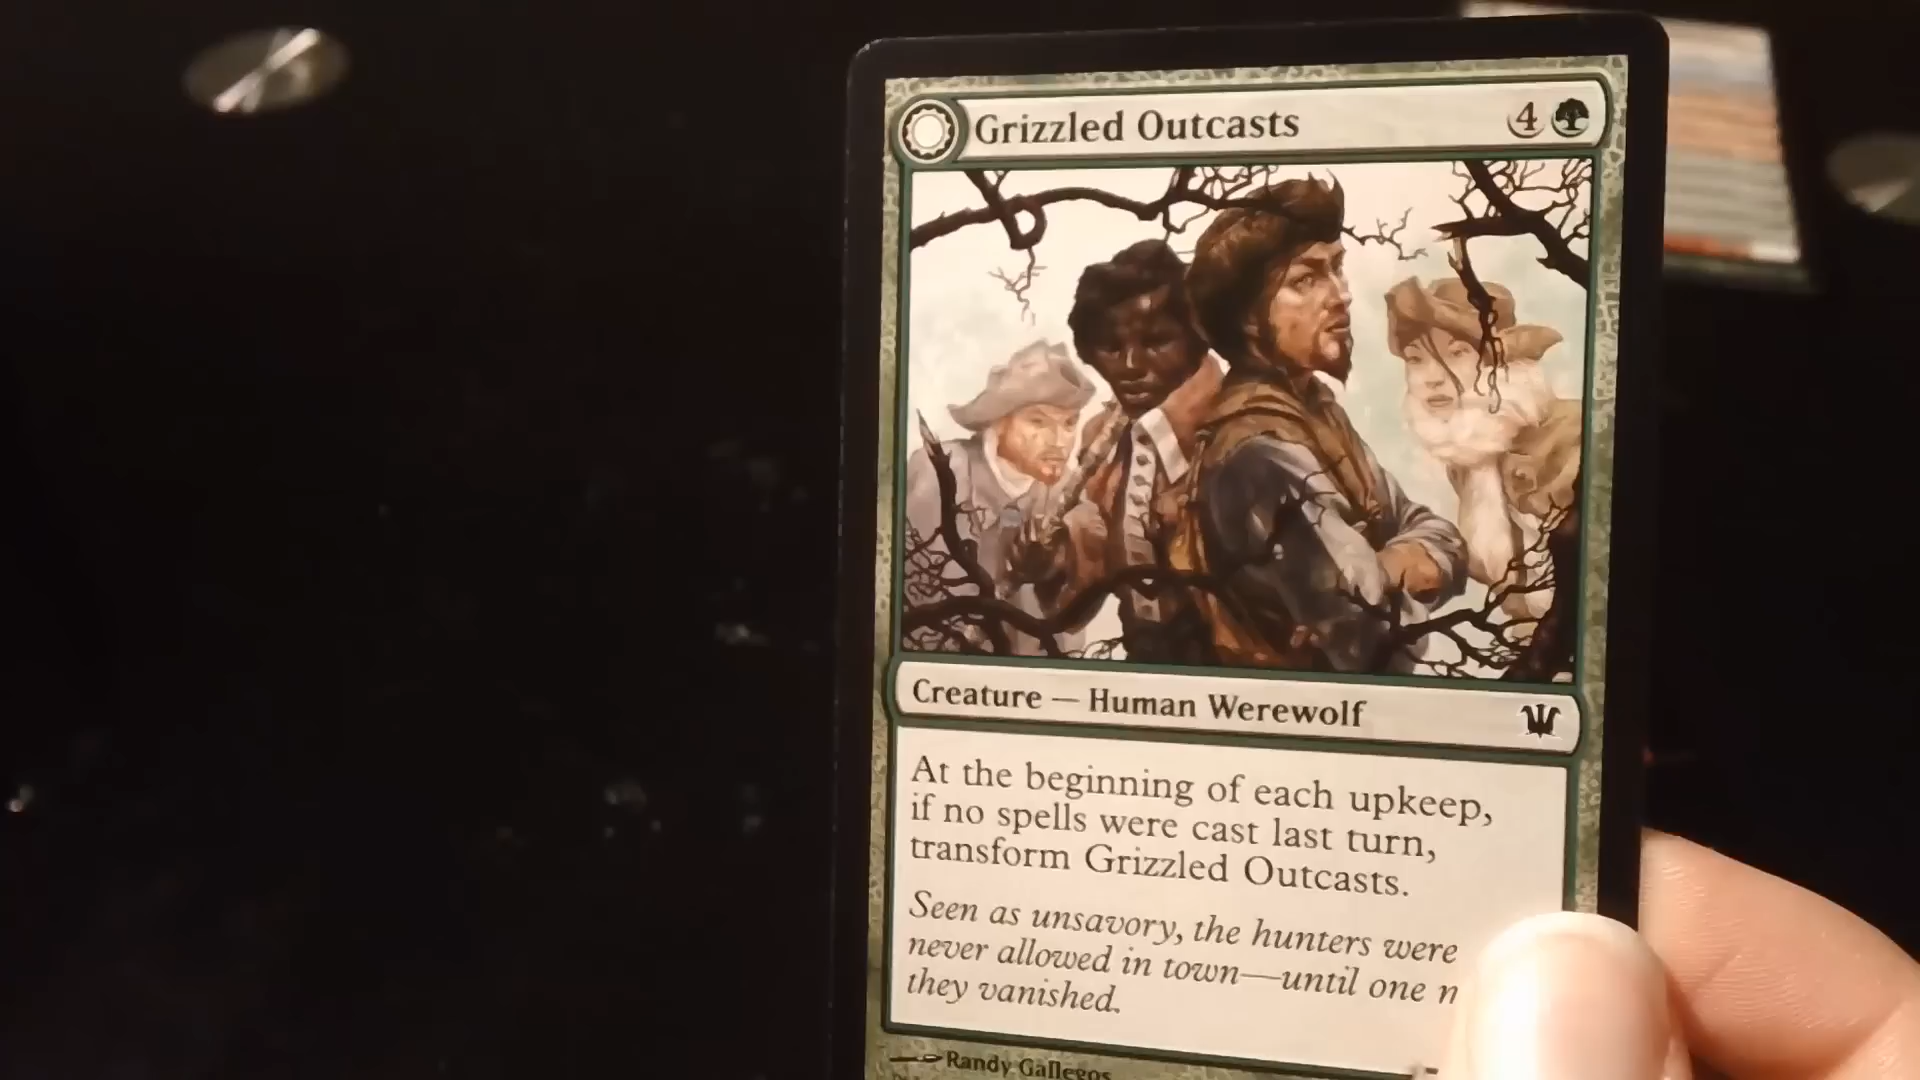 Grizzled Outcasts 4
Creature — Human Werewolf
At the beginning of each upkeep,
if no spells were cast last turn,
transform Grizzled Outcasts.
Seen as unsavory, the hunters were
never allowed in town—until one n
they vanished.
Randy Gallegos